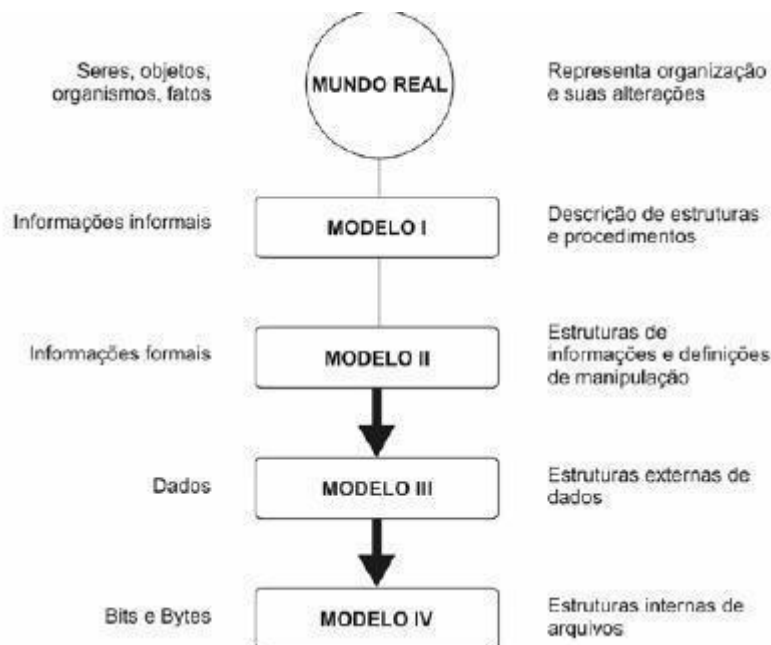 Seres, objetos,
organismos, fatos
MUNDO REAL
Representa organização
e suas alterações
Informações informais
MODELO I
Descrição de estruturas
e procedimentos
Informações formais
MODELO II
Estruturas de
informações e definições
de manipulação
Dados
MODELO III
Estruturas externas de
dados
Bits e Bytes
MODELO IV
Estruturas internas de
arquivos